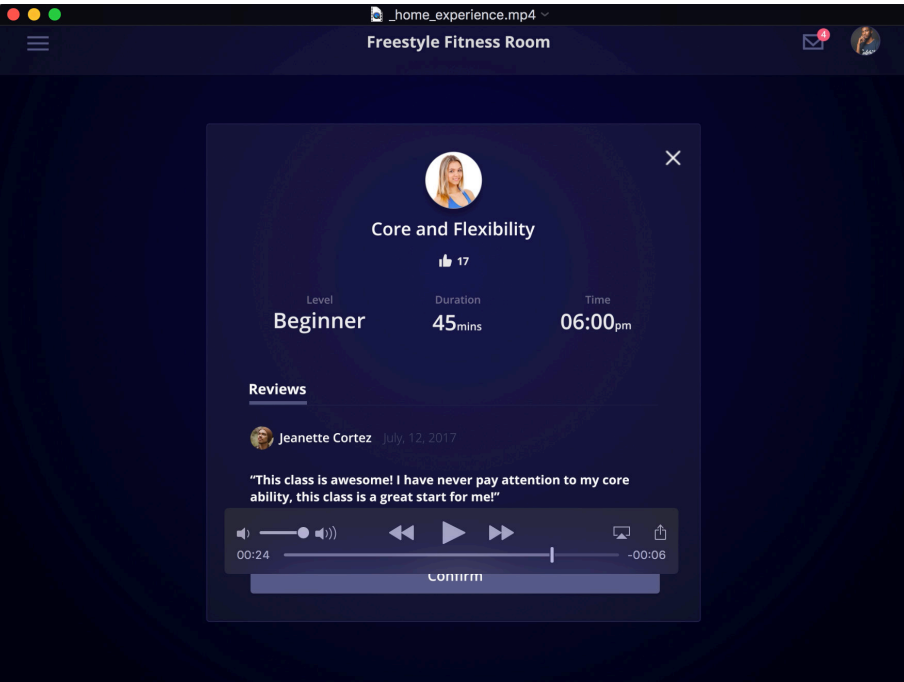 _home_experience.mp4
Freestyle Fitness Room
4
Core and Flexibility
17
Level Duration Time
Beginner 45mins 06:00pm
Reviews
Jeanette Cortez July, 12, 2017
“This class is awesome! I have never pay attention to my core
ability, this class is a great start for me!”
00:24 -00:06
Confirm